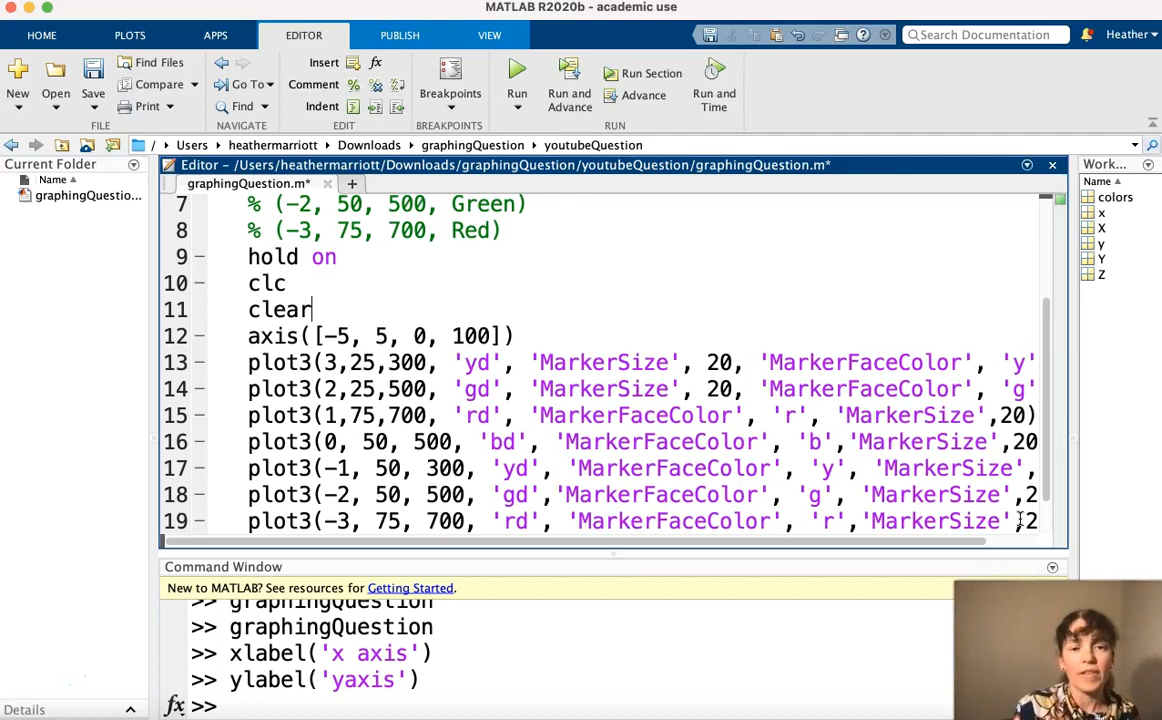 MATLAB R2020b - academic use
HOME PLOTS APPS EDITOR PUBLISH VIEW Search Documentation Heather
New Open Save Find Files Compare Print Go To Find Insert Comment Indent Breakpoints Run Run and Advance Run Section Advance Run and Time
FILE NAVIGATE EDIT BREAKPOINTS RUN
/ Users heathermarriott Downloads graphingQuestion youtubeQuestion
Current Folder
Name
graphingQuestio...
Editor - /Users/heathermarriott/Downloads/graphingQuestion/youtubeQuestion/graphingQuestion.m*
graphingQuestion.m*
7 % (-2, 50, 500, Green)
8 % (-3, 75, 700, Red)
9 hold on
10 clc
11 clear
12 axis([-5, 5, 0, 100])
13 plot3(3,25,300, 'yd', 'MarkerSize', 20, 'MarkerFaceColor', 'y'
14 plot3(2,25,500, 'gd', 'MarkerSize', 20, 'MarkerFaceColor', 'g'
15 plot3(1,75,700, 'rd', 'MarkerFaceColor', 'r', 'MarkerSize',20)
16 plot3(0, 50, 500, 'bd', 'MarkerFaceColor', 'b','MarkerSize',20
17 plot3(-1, 50, 300, 'yd', 'MarkerFaceColor', 'y', 'MarkerSize',
18 plot3(-2, 50, 500, 'gd','MarkerFaceColor', 'g', 'MarkerSize',2
19 plot3(-3, 75, 700, 'rd', 'MarkerFaceColor', 'r','MarkerSize',2
Work...
Name
colors
x
X
y
Y
Z
Command Window
New to MATLAB? See resources for Getting Started.
>> graphingQuestion
>> graphingQuestion
>> xlabel('x axis')
>> ylabel('yaxis')
fx >>
Details